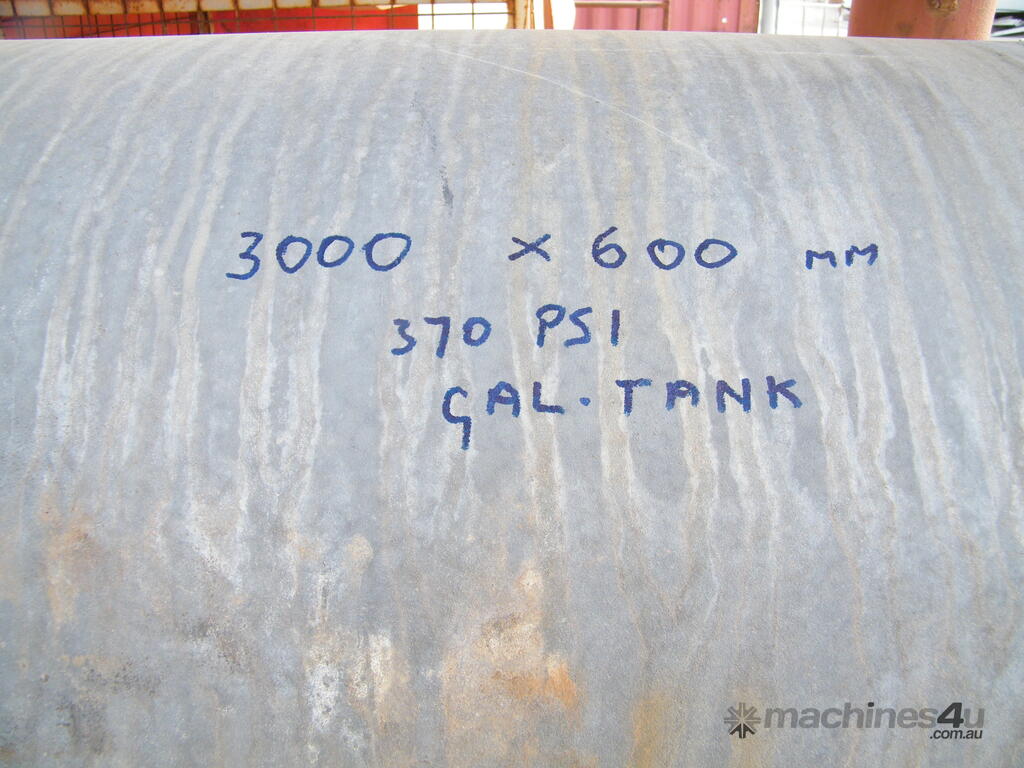 3000 X 600 MM
370 PSI
GAL. TANK
machines4u
.com.au